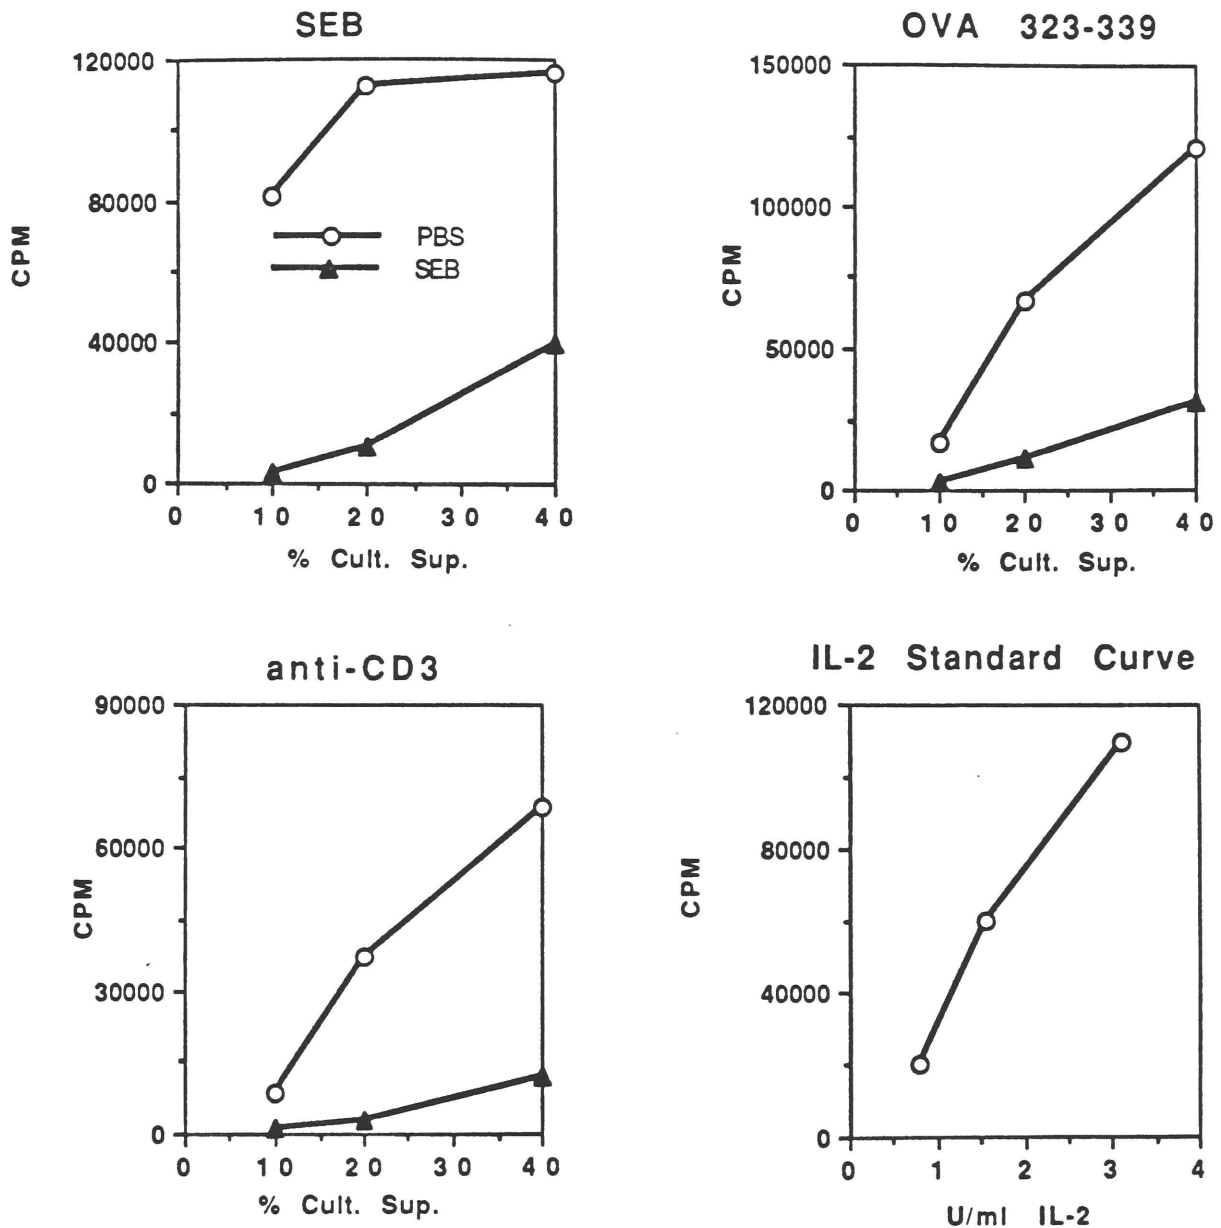 SEB
120000
80000
40000
0
CPM
PBS
SEB
0 10 20 30 40
% Cult. Sup.
OVA 323-339
150000
100000
50000
0
CPM
0 10 20 30 40
% Cult. Sup.
anti-CD3
90000
60000
30000
0
CPM
0 10 20 30 40
% Cult. Sup.
IL-2 Standard Curve
120000
80000
40000
0
CPM
0 1 2 3 4
U/ml IL-2